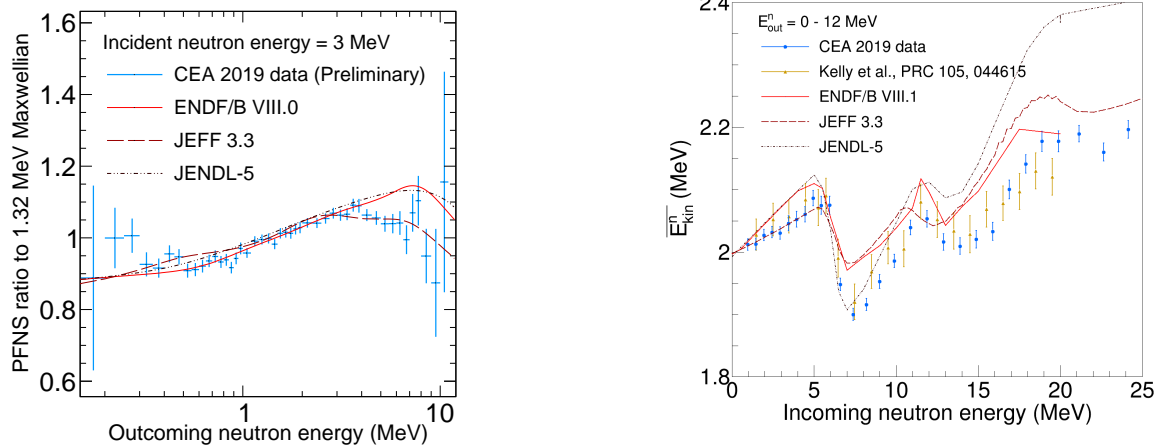 PFNS ratio to 1.32 MeV Maxwellian
1.6
1.4
1.2
1.0
0.8
0.6
Incident neutron energy = 3 MeV
CEA 2019 data (Preliminary)
ENDF/B VIII.0
JEFF 3.3
JENDL-5
1
10
Outcoming neutron energy (MeV)
E^n_kin (MeV)
2.4
2.2
2
1.8
E^n_out = 0 - 12 MeV
CEA 2019 data
Kelly et al., PRC 105, 044615
ENDF/B VIII.1
JEFF 3.3
JENDL-5
0 5 10 15 20 25
Incoming neutron energy (MeV)